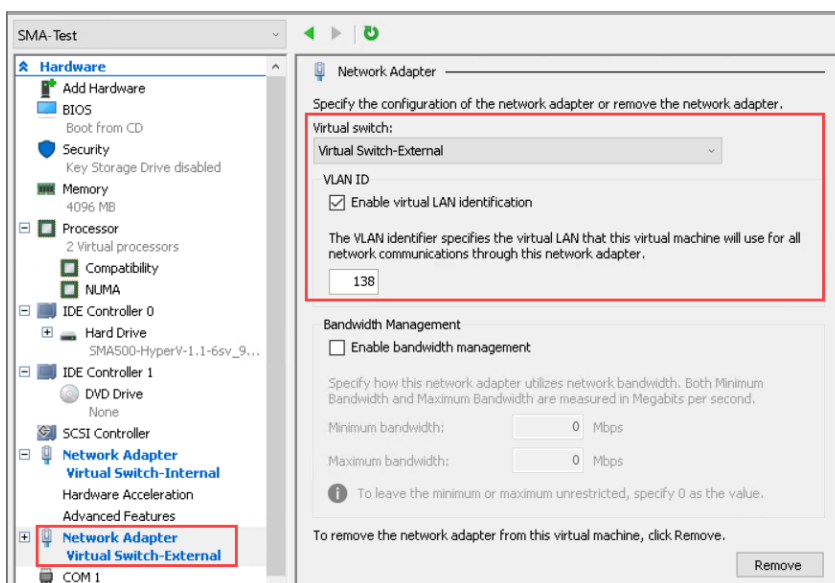 SMA-Test
Hardware
Add Hardware
BIOS
Boot from CD
Security
Key Storage Drive disabled
Memory
4096 MB
Processor
2 Virtual processors
Compatibility
NUMA
IDE Controller 0
Hard Drive
SMA500-HyperV-1.1-6sv_9...
IDE Controller 1
DVD Drive
None
SCSI Controller
Network Adapter
Virtual Switch-Internal
Hardware Acceleration
Advanced Features
Network Adapter
Virtual Switch-External
COM 1
Network Adapter
Specify the configuration of the network adapter or remove the network adapter.
Virtual switch:
Virtual Switch-External
VLAN ID
Enable virtual LAN identification
The VLAN identifier specifies the virtual LAN that this virtual machine will use for all
network communications through this network adapter.
138
Bandwidth Management
Enable bandwidth management
Specify how this network adapter utilizes network bandwidth. Both Minimum
Bandwidth and Maximum Bandwidth are measured in Megabits per second.
Minimum bandwidth: 0 Mbps
Maximum bandwidth: 0 Mbps
To leave the minimum or maximum unrestricted, specify 0 as the value.
To remove the network adapter from this virtual machine, click Remove.
Remove